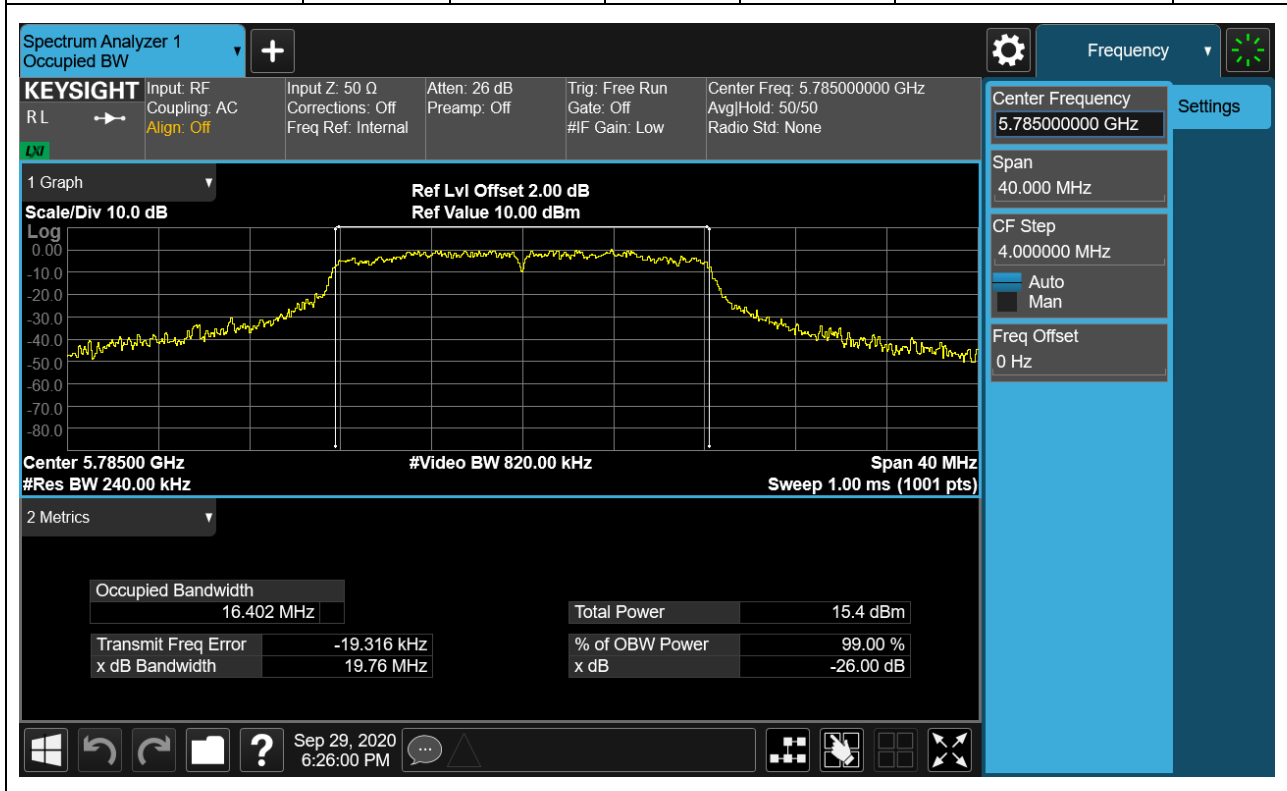 Spectrum Analyzer 1
Occupied BW
Frequency
KEYSIGHT
R L
LXI
Input: RF
Coupling: AC
Align: Off
Input Z: 50 Ω
Corrections: Off
Freq Ref: Internal
Atten: 26 dB
Preamp: Off
Trig: Free Run
Gate: Off
#IF Gain: Low
Center Freq: 5.785000000 GHz
Avg|Hold: 50/50
Radio Std: None
Center Frequency
5.785000000 GHz
Settings
Span
40.000 MHz
CF Step
4.000000 MHz
Auto
Man
Freq Offset
0 Hz
1 Graph
Ref Lvl Offset 2.00 dB
Scale/Div 10.0 dB
Ref Value 10.00 dBm
Log
0.00
-10.0
-20.0
-30.0
-40.0
-50.0
-60.0
-70.0
-80.0
Center 5.78500 GHz
#Video BW 820.00 kHz
Span 40 MHz
#Res BW 240.00 kHz
Sweep 1.00 ms (1001 pts)
2 Metrics
Occupied Bandwidth
16.402 MHz
Total Power 15.4 dBm
Transmit Freq Error -19.316 kHz
% of OBW Power 99.00 %
x dB Bandwidth 19.76 MHz
x dB -26.00 dB
?
Sep 29, 2020
6:26:00 PM